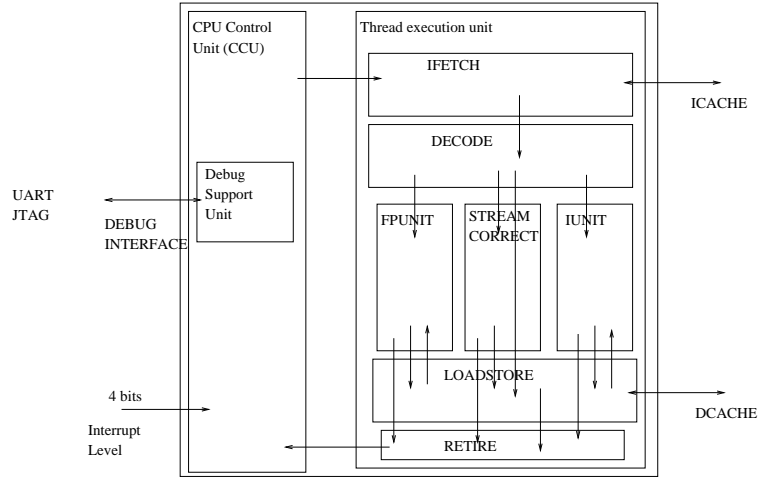 CPU Control
Unit (CCU)
Thread execution unit
IFETCH
ICACHE
DECODE
Debug
Support
Unit
UART
JTAG
DEBUG
INTERFACE
FPUNIT
STREAM
CORRECT
IUNIT
LOADSTORE
DCACHE
4 bits
Interrupt
Level
RETIRE